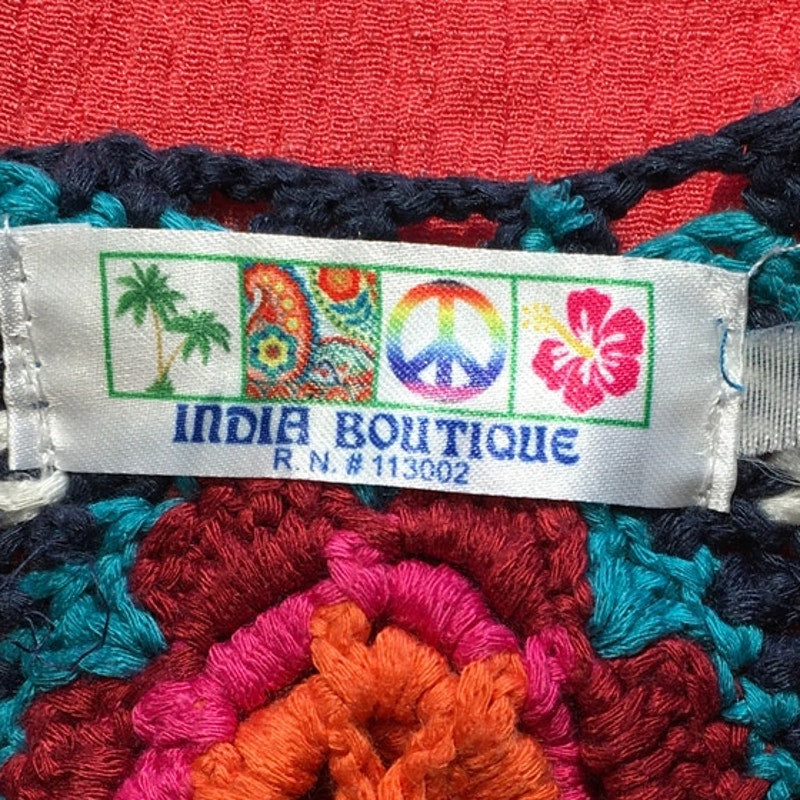 INDIA BOUTIQUE
R. N. # 113002